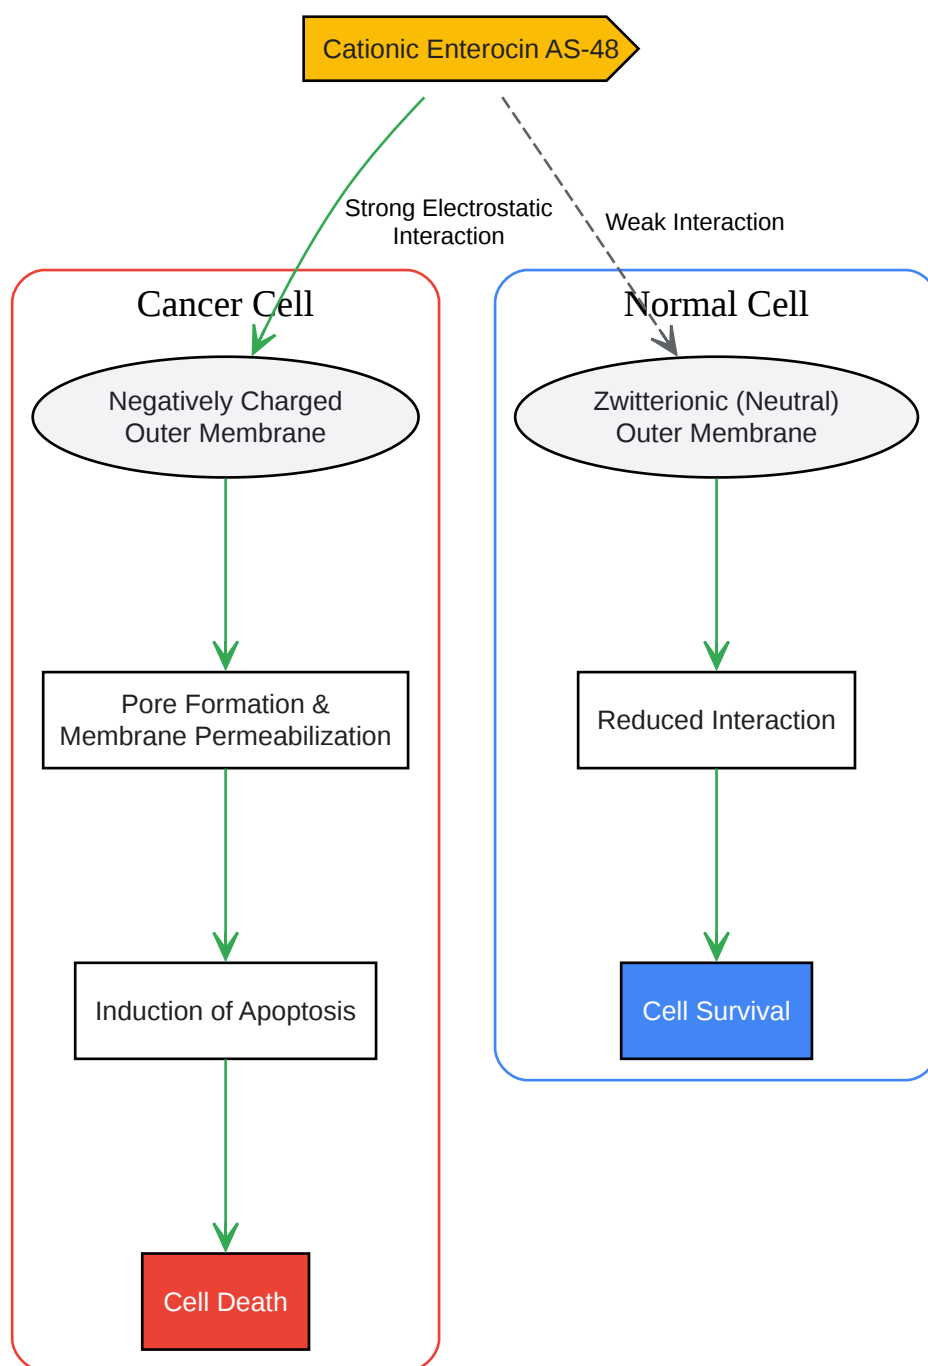 Cationic Enterocin AS-48
Strong Electrostatic
Interaction
Weak Interaction
Cancer Cell
Normal Cell
Negatively Charged
Outer Membrane
Zwitterionic (Neutral)
Outer Membrane
Pore Formation &
Membrane Permeabilization
Reduced Interaction
Induction of Apoptosis
Cell Survival
Cell Death